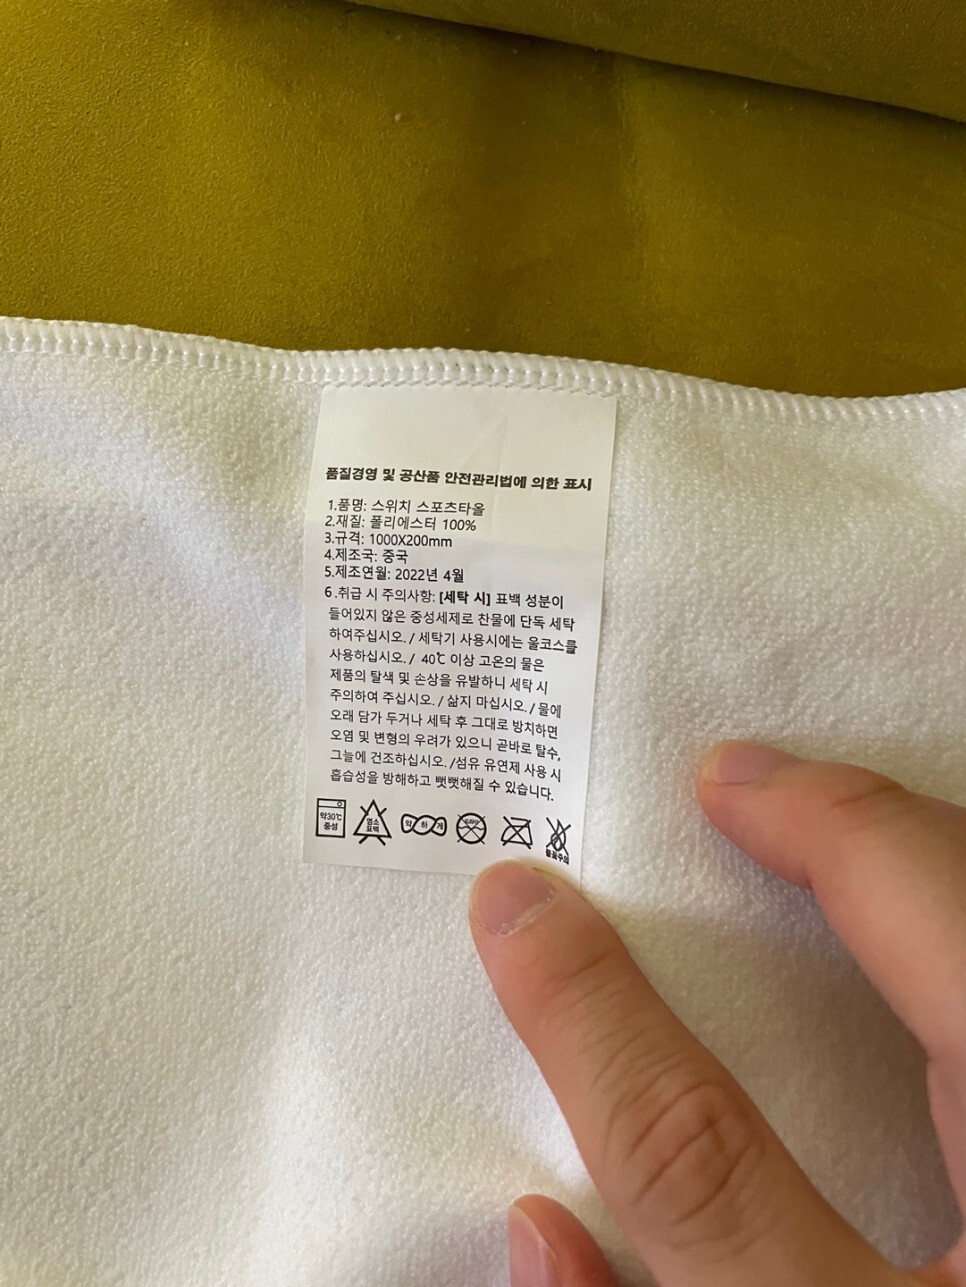 품질경영 및 공산품 안전관리법에 의한 표시
1.품명: 스위치 스포츠타올
2.재질: 폴리에스터 100%
3.규격: 1000X200mm
4.제조국: 중국
5.제조연월: 2022년 4월
6.취급 시 주의사항: [세탁 시] 표백 성분이
들어있지 않은 중성세제로 찬물에 단독 세탁
하여주십시오. / 세탁기 사용시에는 울코스를
사용하십시오. / 40℃ 이상 고온의 물은
제품의 탈색 및 손상을 유발하니 세탁 시
주의하여 주십시오. / 삶지 마십시오. / 물에
오래 담가 두거나 세탁 후 그대로 방치하면
오염 및 변형의 우려가 있으니 곧바로 탈수,
그늘에 건조하십시오. /섬유 유연제 사용 시
흡습성을 방해하고 뻣뻣해질 수 있습니다.
약30℃
중성
염소
표백
약하게
드라이
불꽃주의